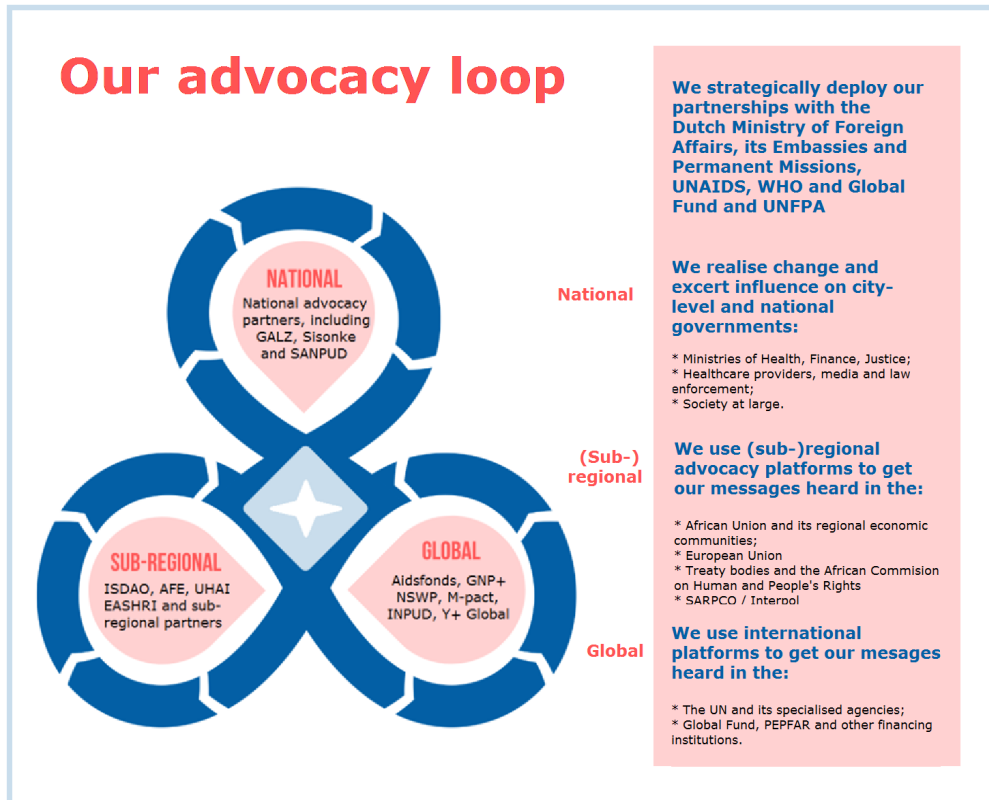 Our advocacy loop
NATIONAL
National advocacy
partners, including
GALZ, Sisonke
and SANPUD
SUB-REGIONAL
ISDAO, AFE, UHAI
EASHRI and sub-
regional partners
GLOBAL
Aidsfonds, GNP+
NSWP, M-pact,
INPUD, Y+ Global
We strategically deploy our
partnerships with the
Dutch Ministry of Foreign
Affairs, its Embassies and
Permanent Missions,
UNAIDS, WHO and Global
Fund and UNFPA
National
We realise change and
excert influence on city-
level and national
governments:
* Ministries of Health, Finance, Justice;
* Healthcare providers, media and law
enforcement;
* Society at large.
(Sub-)
regional
We use (sub-)regional
advocacy platforms to get
our messages heard in the:
* African Union and its regional economic
communities;
* European Union
* Treaty bodies and the African Commision
on Human and People's Rights
* SARPCO / Interpol
Global
We use international
platforms to get our mesages
heard in the:
* The UN and its specialised agencies;
* Global Fund, PEPFAR and other financing
institutions.